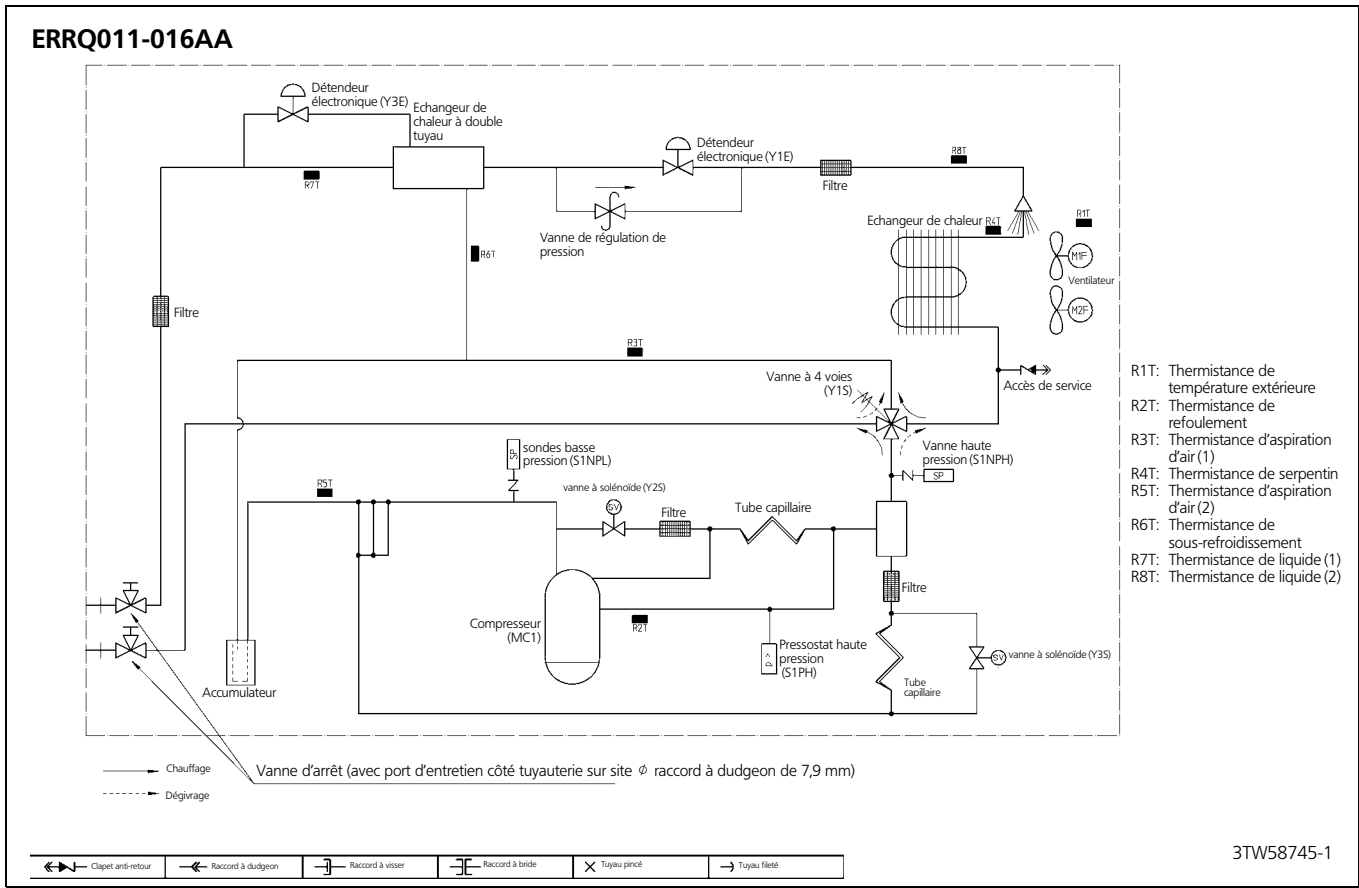 ERRQ011-016AA
Détendeur
électronique (Y3E)
Echangeur de
chaleur à double
tuyau
Détendeur
électronique (Y1E)
R7T
R8T
Filtre
Vanne de régulation de
pression
Echangeur de chaleur
R4T
R1T
R6T
M1F
Ventilateur
M2F
Filtre
R3T
Vanne à 4 voies
(Y1S)
Accès de service
R1T: Thermistance de
température extérieure
R2T: Thermistance de
refoulement
R3T: Thermistance d'aspiration
d'air (1)
R4T: Thermistance de serpentin
R5T: Thermistance d'aspiration
d'air (2)
R6T: Thermistance de
sous-refroidissement
R7T: Thermistance de liquide (1)
R8T: Thermistance de liquide (2)
SP
sondes basse
pression (S1NPL)
Vanne haute
pression (S1NPH)
SP
R5T
vanne à solénoïde (Y2S)
SV
Filtre
Tube capillaire
Filtre
Compresseur
(MC1)
R2T
Pressostat haute
pression
(S1PH)
SV
vanne à solénoïde (Y3S)
Tube
capillaire
Accumulateur
Chauffage
Dégivrage
Vanne d'arrêt (avec port d'entretien côté tuyauterie sur site ϕ raccord à dudgeon de 7,9 mm)
Clapet anti-retour
Raccord à dudgeon
Raccord à visser
Raccord à bride
Tuyau pincé
Tuyau fileté
3TW58745-1